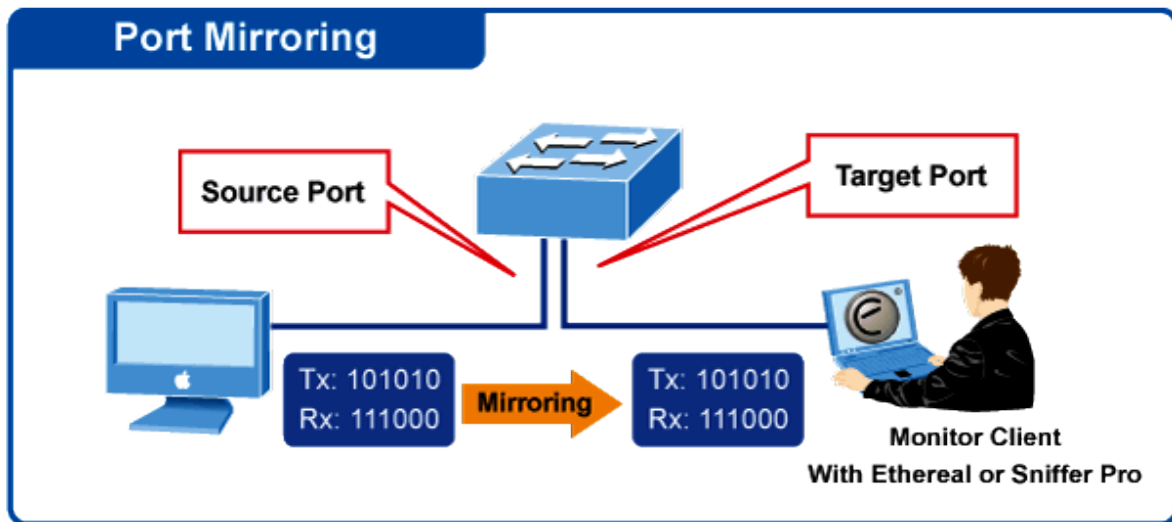 Port Mirroring
Source Port
Target Port
Tx: 101010
Rx: 111000
Mirroring
Tx: 101010
Rx: 111000
Monitor Client
With Ethereal or Sniffer Pro